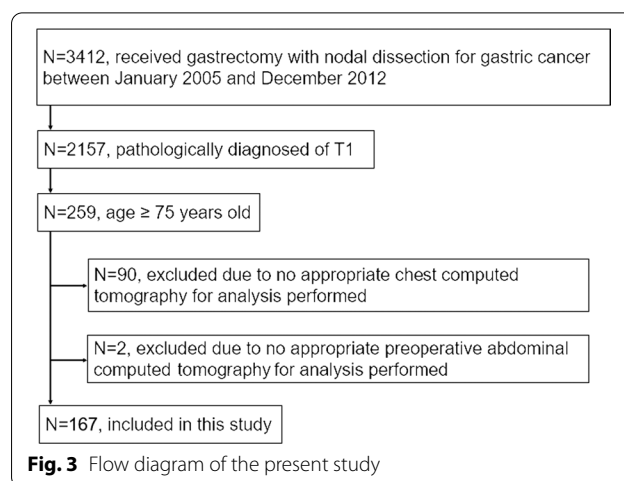 N=3412, received gastrectomy with nodal dissection for gastric cancer
between January 2005 and December 2012
N=2157, pathologically diagnosed of T1
N=259, age ≥ 75 years old
N=90, excluded due to no appropriate chest computed
tomography for analysis performed
N=2, excluded due to no appropriate preoperative abdominal
computed tomography for analysis performed
N=167, included in this study
Fig. 3 Flow diagram of the present study